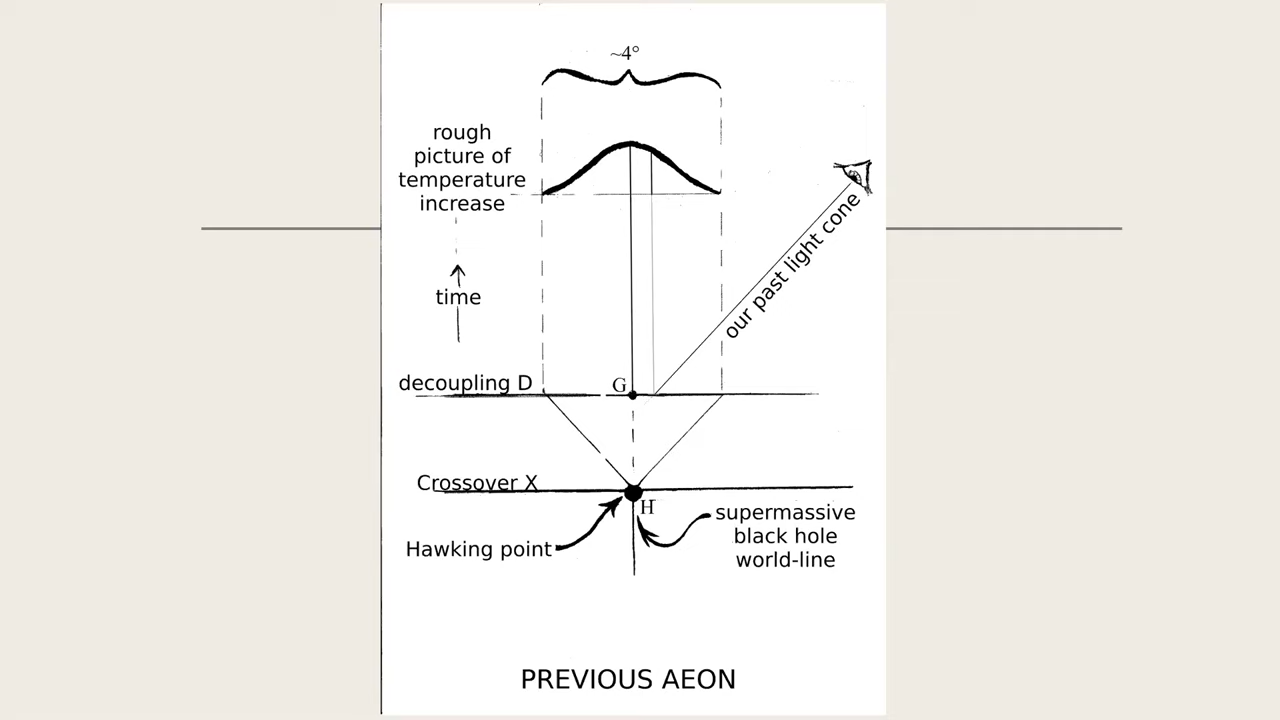 ~4°
rough
picture of
temperature
increase
time
our past light cone
decoupling D
G
Crossover X
H
Hawking point
supermassive
black hole
world-line
PREVIOUS AEON